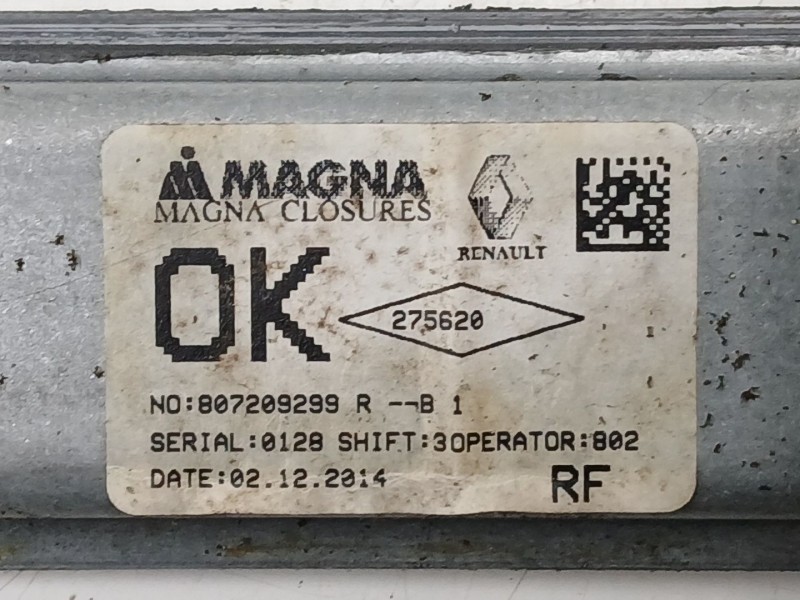 MAGNA
MAGNA CLOSURES
RENAULT
OK
275620
NO:807209299 R --B 1
SERIAL:0128 SHIFT:3OPERATOR:802
DATE:02.12.2014
RF